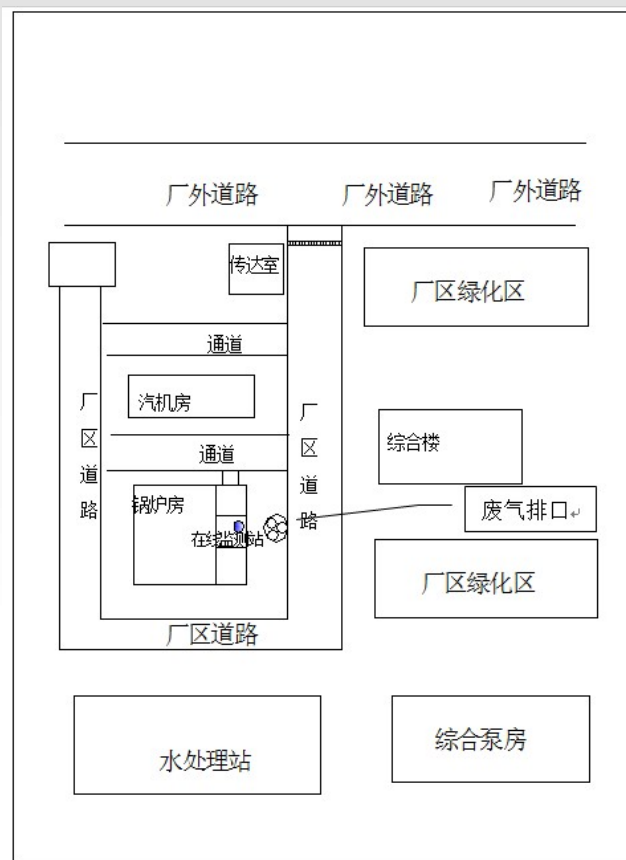 厂外道路 厂外道路 厂外道路
传达室
厂区绿化区
通道
汽机房
厂区道路
厂区道路
综合楼
通道
锅炉房
废气排口
在线监测站
厂区绿化区
厂区道路
水处理站
综合泵房